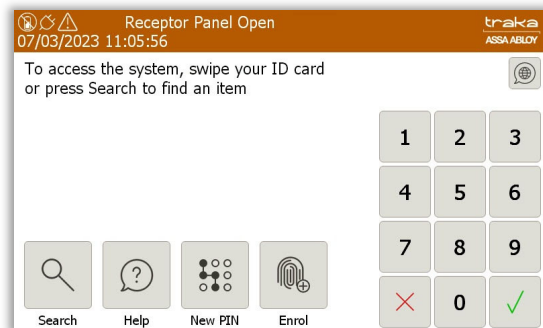 Receptor Panel Open
07/03/2023 11:05:56
traka
ASSA ABLOY
To access the system, swipe your ID card
or press Search to find an item
1 2 3
4 5 6
7 8 9
0
Search Help New PIN Enrol